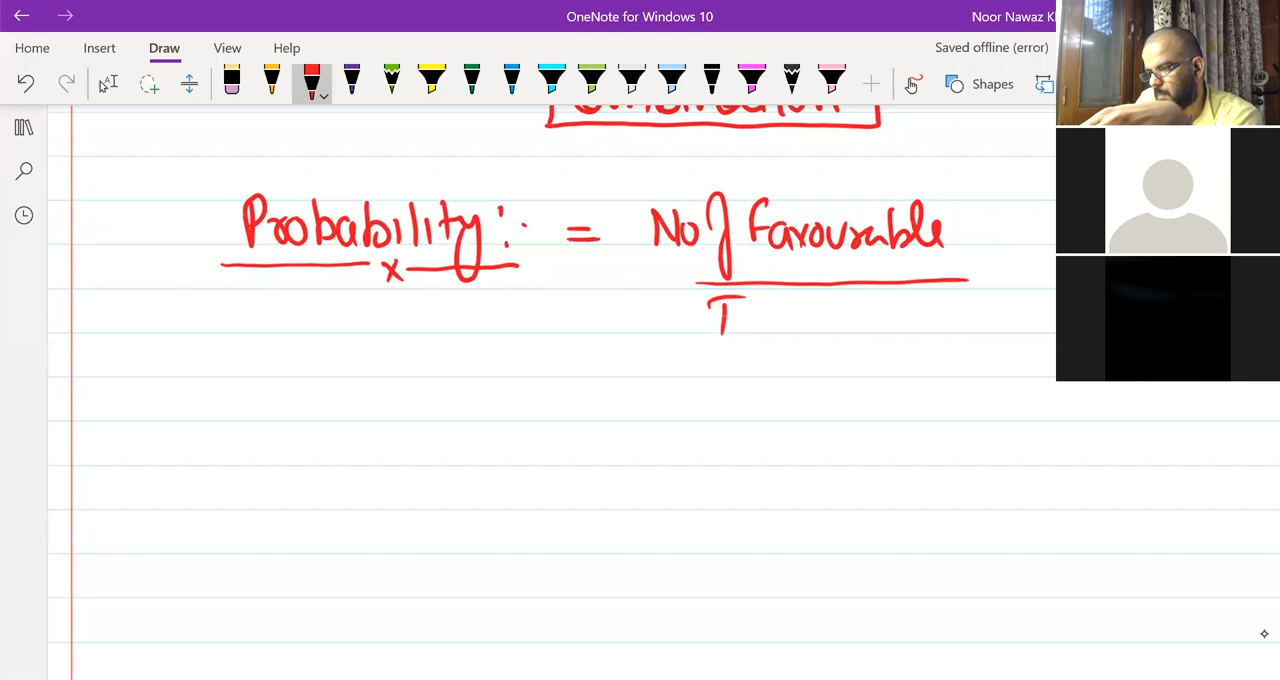 OneNote for Windows 10
Noor Nawaz Kh
Home Insert Draw View Help
Saved offline (error)
Shapes
Probability :- = No of Favourable
x
T